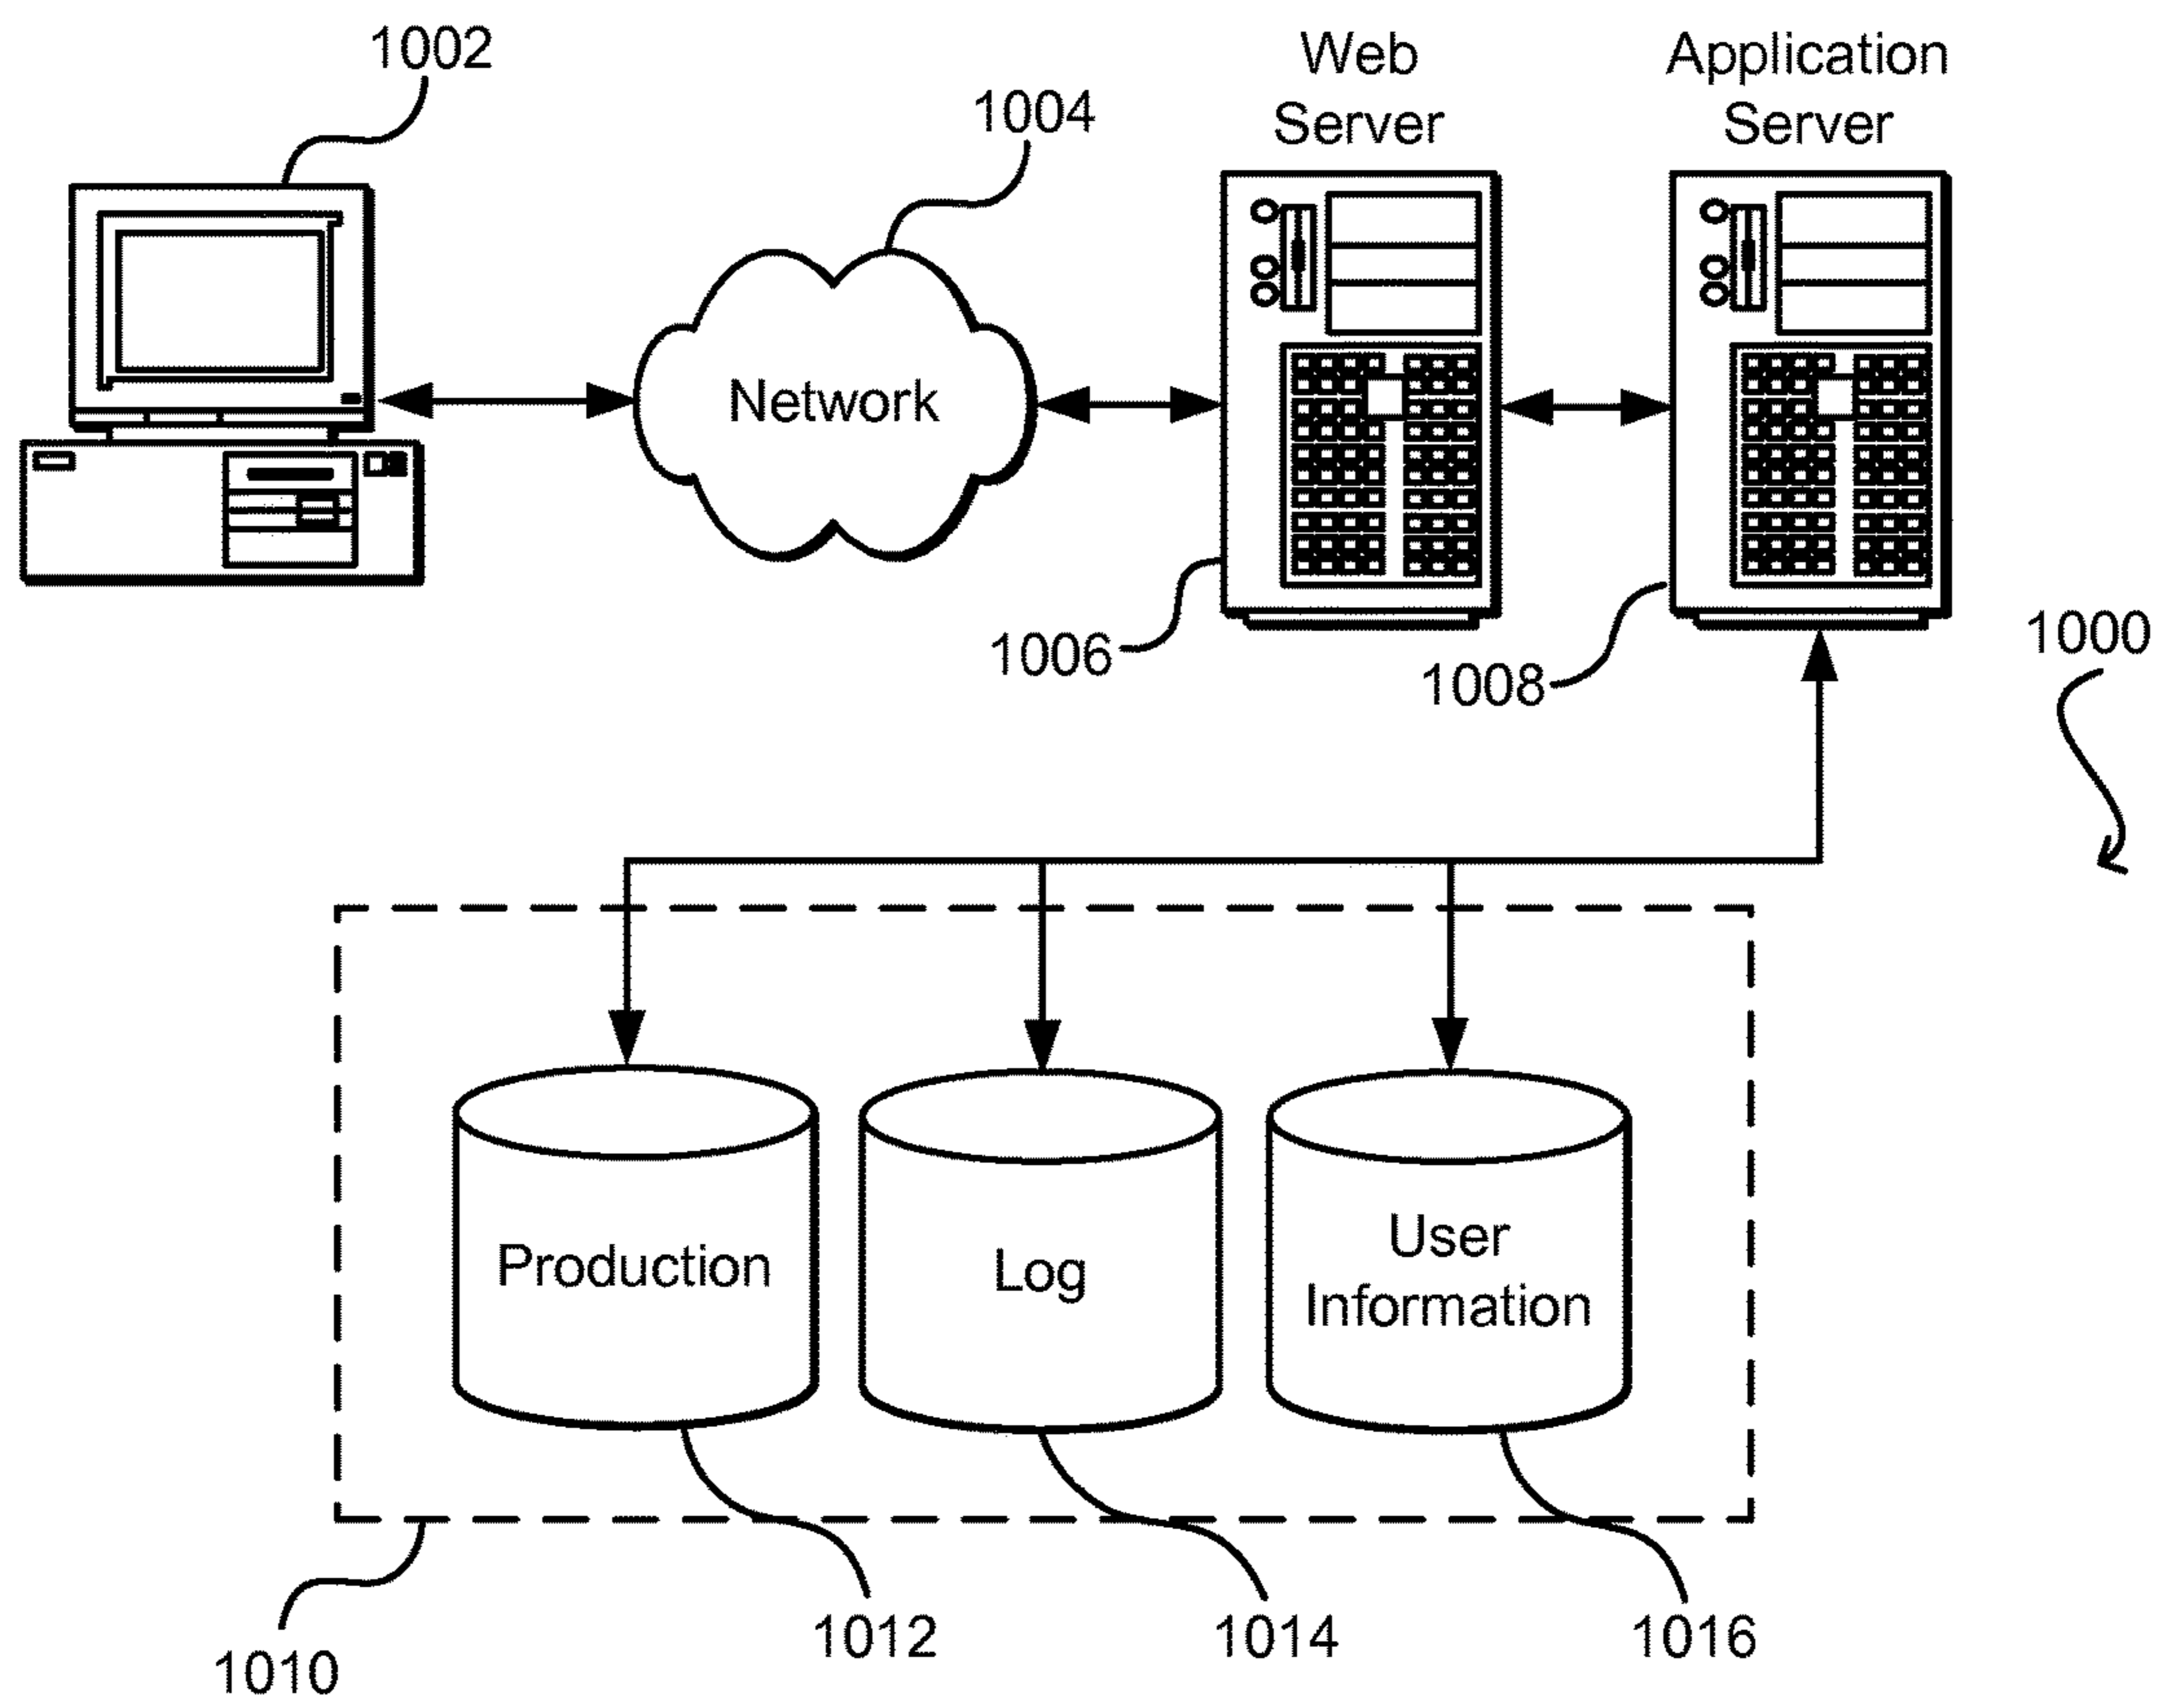 1002
1004
Web
Server
Application
Server
Network
1006
1008
1000
Production
Log
User
Information
1010
1012
1014
1016